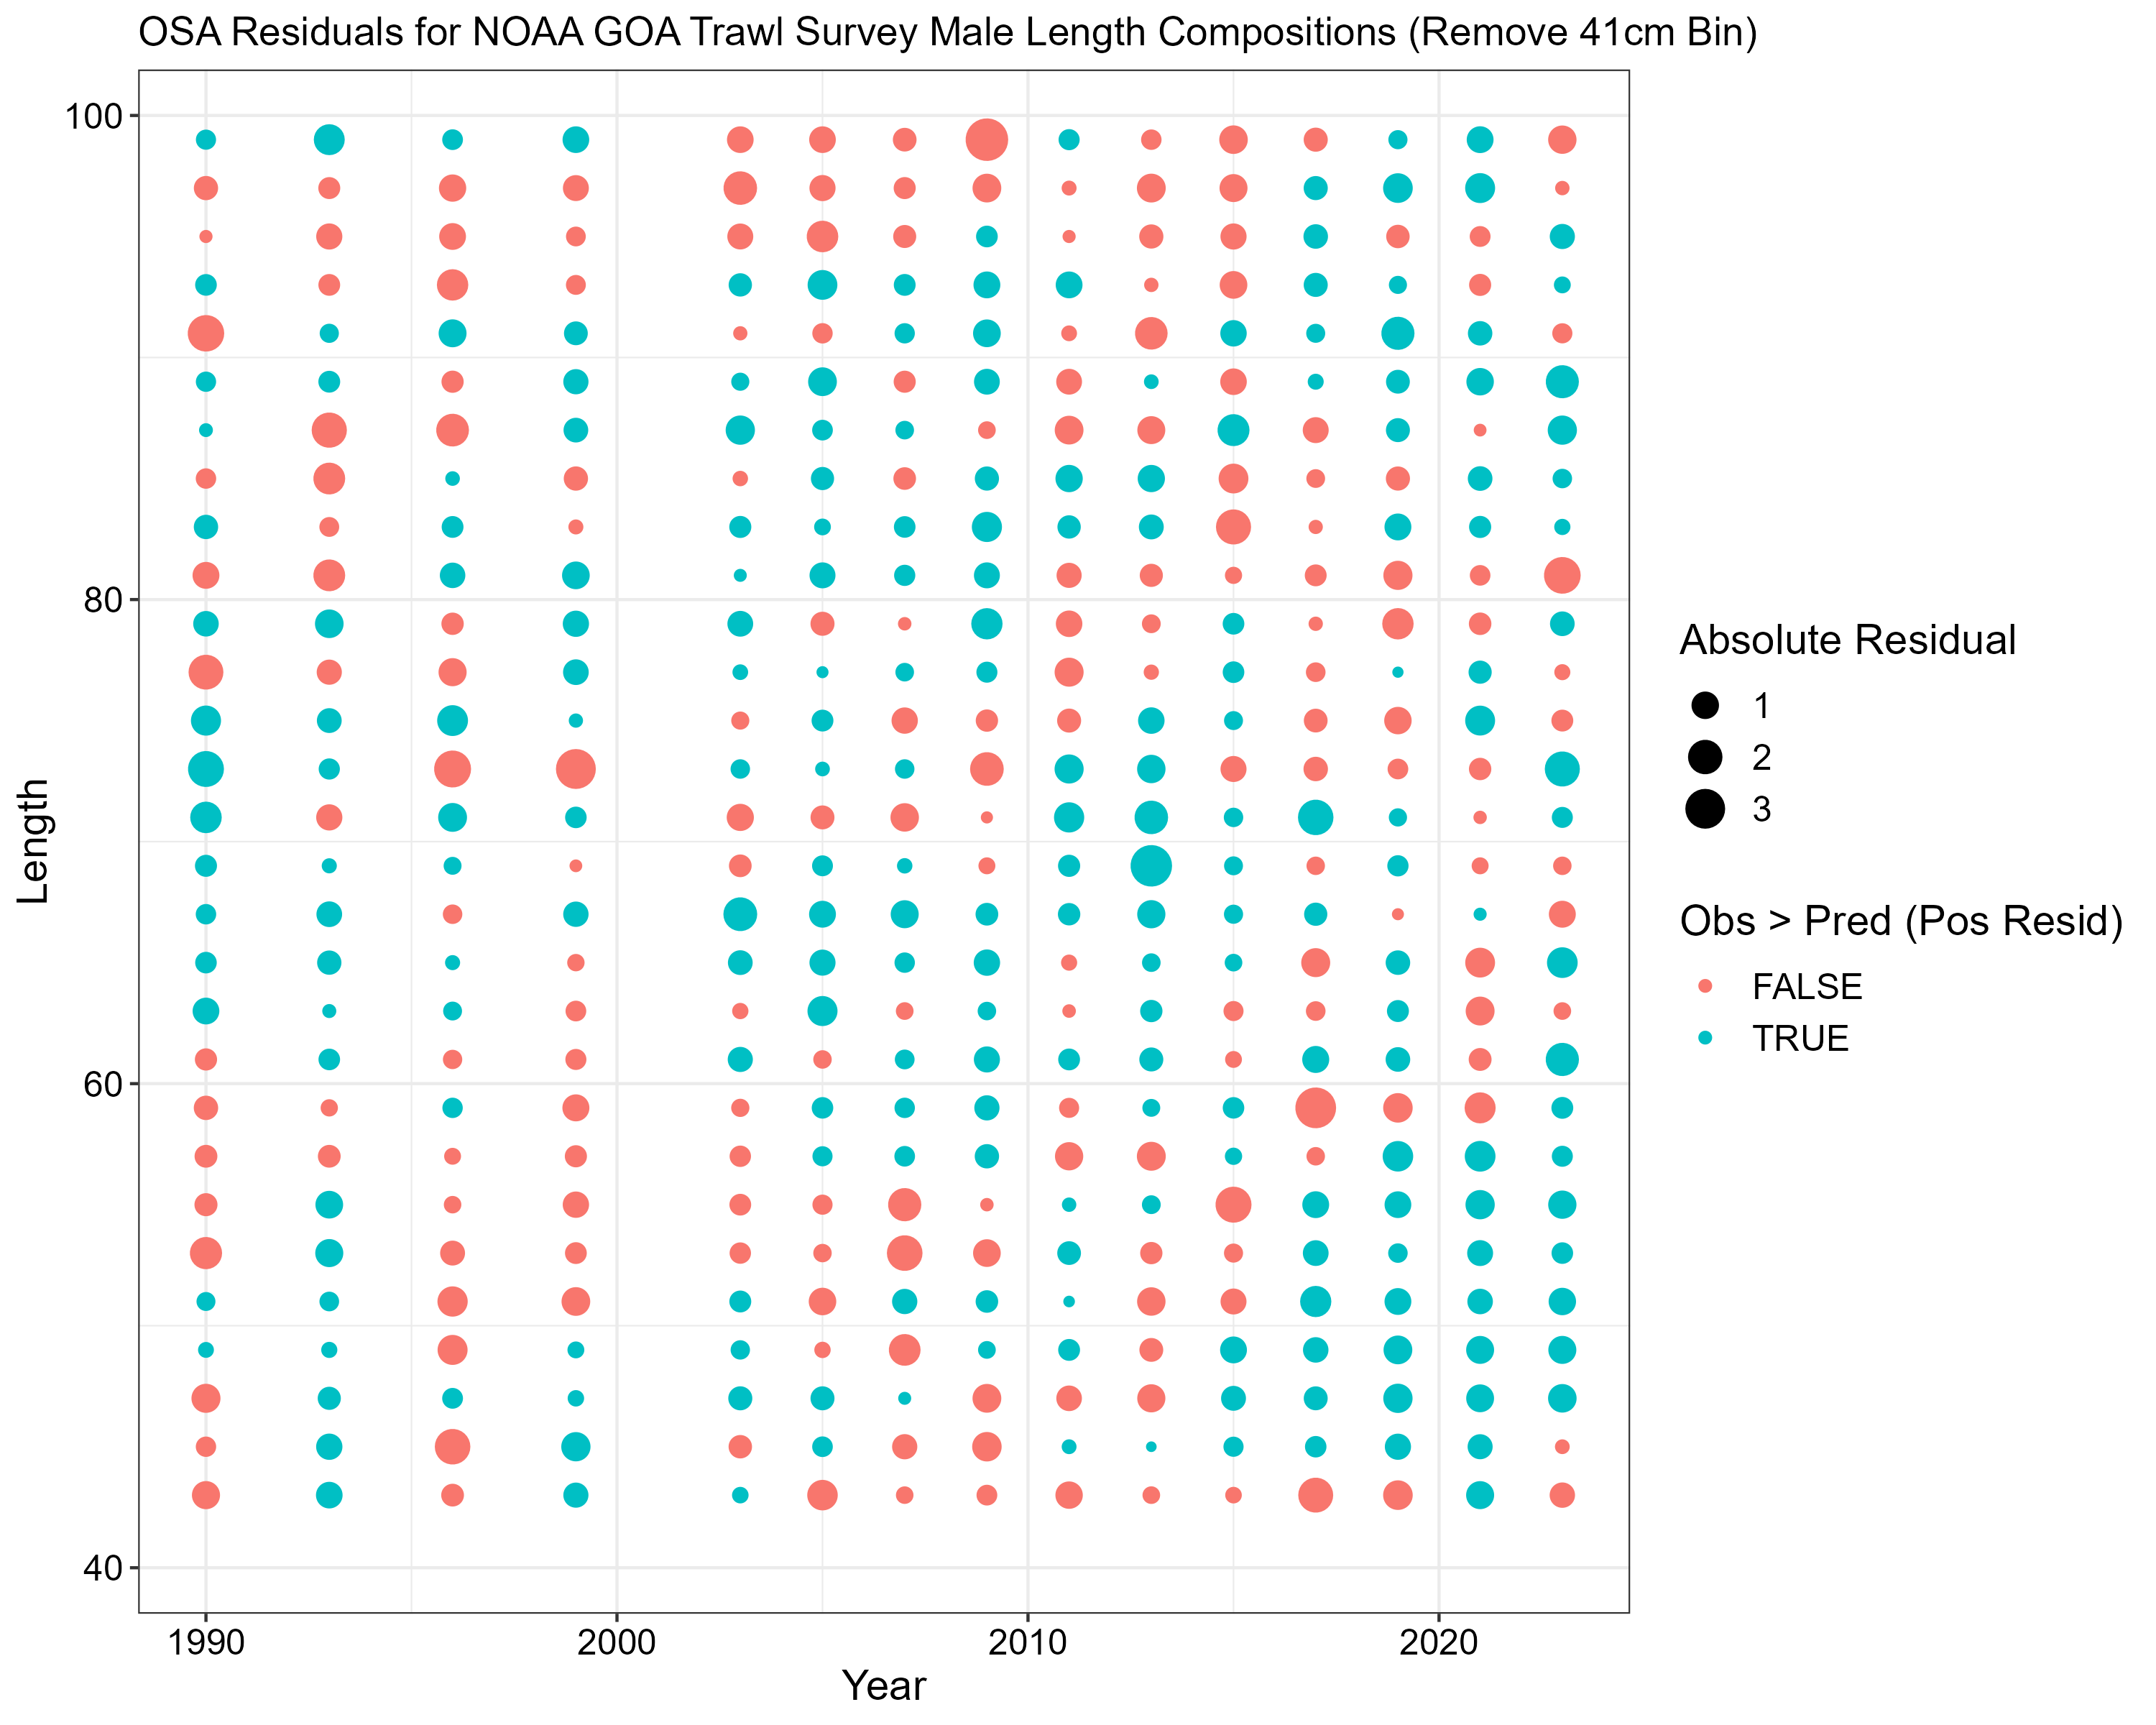 OSA Residuals for NOAA GOA Trawl Survey Male Length Compositions (Remove 41cm Bin)
100
80
60
40
Length
1990
2000
2010
2020
Year
Absolute Residual
1
2
3
Obs > Pred (Pos Resid)
FALSE
TRUE